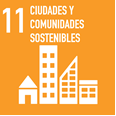 11 CIUDADES Y
COMUNIDADES
SOSTENIBLES